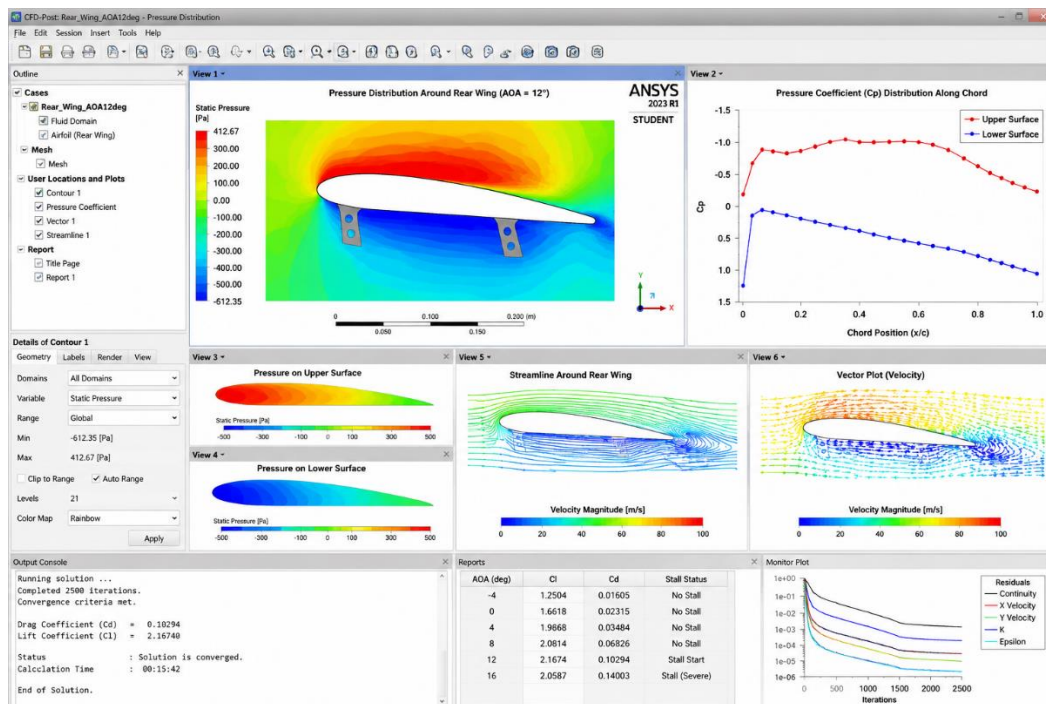 CFD-Post: Rear_Wing_AOA12deg - Pressure Distribution
File Edit Session Insert Tools Help
Outline
Cases
Rear_Wing_AOA12deg
Fluid Domain
Airfoil (Rear Wing)
Mesh
Mesh
User Locations and Plots
Contour 1
Pressure Coefficient
Vector 1
Streamline 1
Report
Title Page
Report 1
Details of Contour 1
Geometry Labels Render View
Domains All Domains
Variable Static Pressure
Range Global
Min -612.35 [Pa]
Max 412.67 [Pa]
Clip to Range Auto Range
Levels 21
Color Map Rainbow
Apply
View 1
Pressure Distribution Around Rear Wing (AOA = 12°)
ANSYS
2023 R1
STUDENT
Static Pressure
[Pa]
412.67
300.00
200.00
100.00
0.00
-100.00
-200.00
-300.00
-400.00
-500.00
-612.35
0 0.100 0.200 (m)
0.050 0.150
Y
X
View 2
Pressure Coefficient (Cp) Distribution Along Chord
Upper Surface
Lower Surface
Cp
-1.5
-1.0
-0.5
0
0.5
1.0
1.5
0.0 0.2 0.4 0.6 0.8 1.0
Chord Position (x/c)
View 3
Pressure on Upper Surface
Static Pressure [Pa]
-500 -300 -100 0 100 300 500
View 4
Pressure on Lower Surface
Static Pressure [Pa]
-500 -300 -100 0 100 300 500
View 5
Streamline Around Rear Wing
Velocity Magnitude [m/s]
0 20 40 60 80 100
View 6
Vector Plot (Velocity)
Velocity Magnitude [m/s]
0 20 40 60 80 100
Output Console
Running solution ...
Completed 2500 iterations.
Convergence criteria met.
Drag Coefficient (Cd) = 0.10294
Lift Coefficient (Cl) = 2.16740
Status : Solution is converged.
Calcclation Time : 00:15:42
End of Solution.
Reports
AOA (deg) Cl Cd Stall Status
-4 1.2504 0.01605 No Stall
0 1.6618 0.02315 No Stall
4 1.9868 0.03484 No Stall
8 2.0814 0.06826 No Stall
12 2.1674 0.10294 Stall Start
16 2.0587 0.14003 Stall (Severe)
Monitor Plot
1e+00
1e-01
1e-02
1e-03
1e-04
1e-05
1e-06
0 500 1000 1500 2000 2500
Iterations
Residuals
Continuity
X Velocity
Y Velocity
K
Epsilon